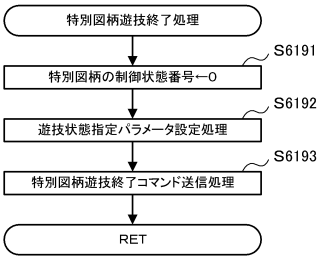 特別図柄遊技終了処理
S6191
特別図柄の制御状態番号←0
S6192
遊技状態指定パラメータ設定処理
S6193
特別図柄遊技終了コマンド送信処理
RET